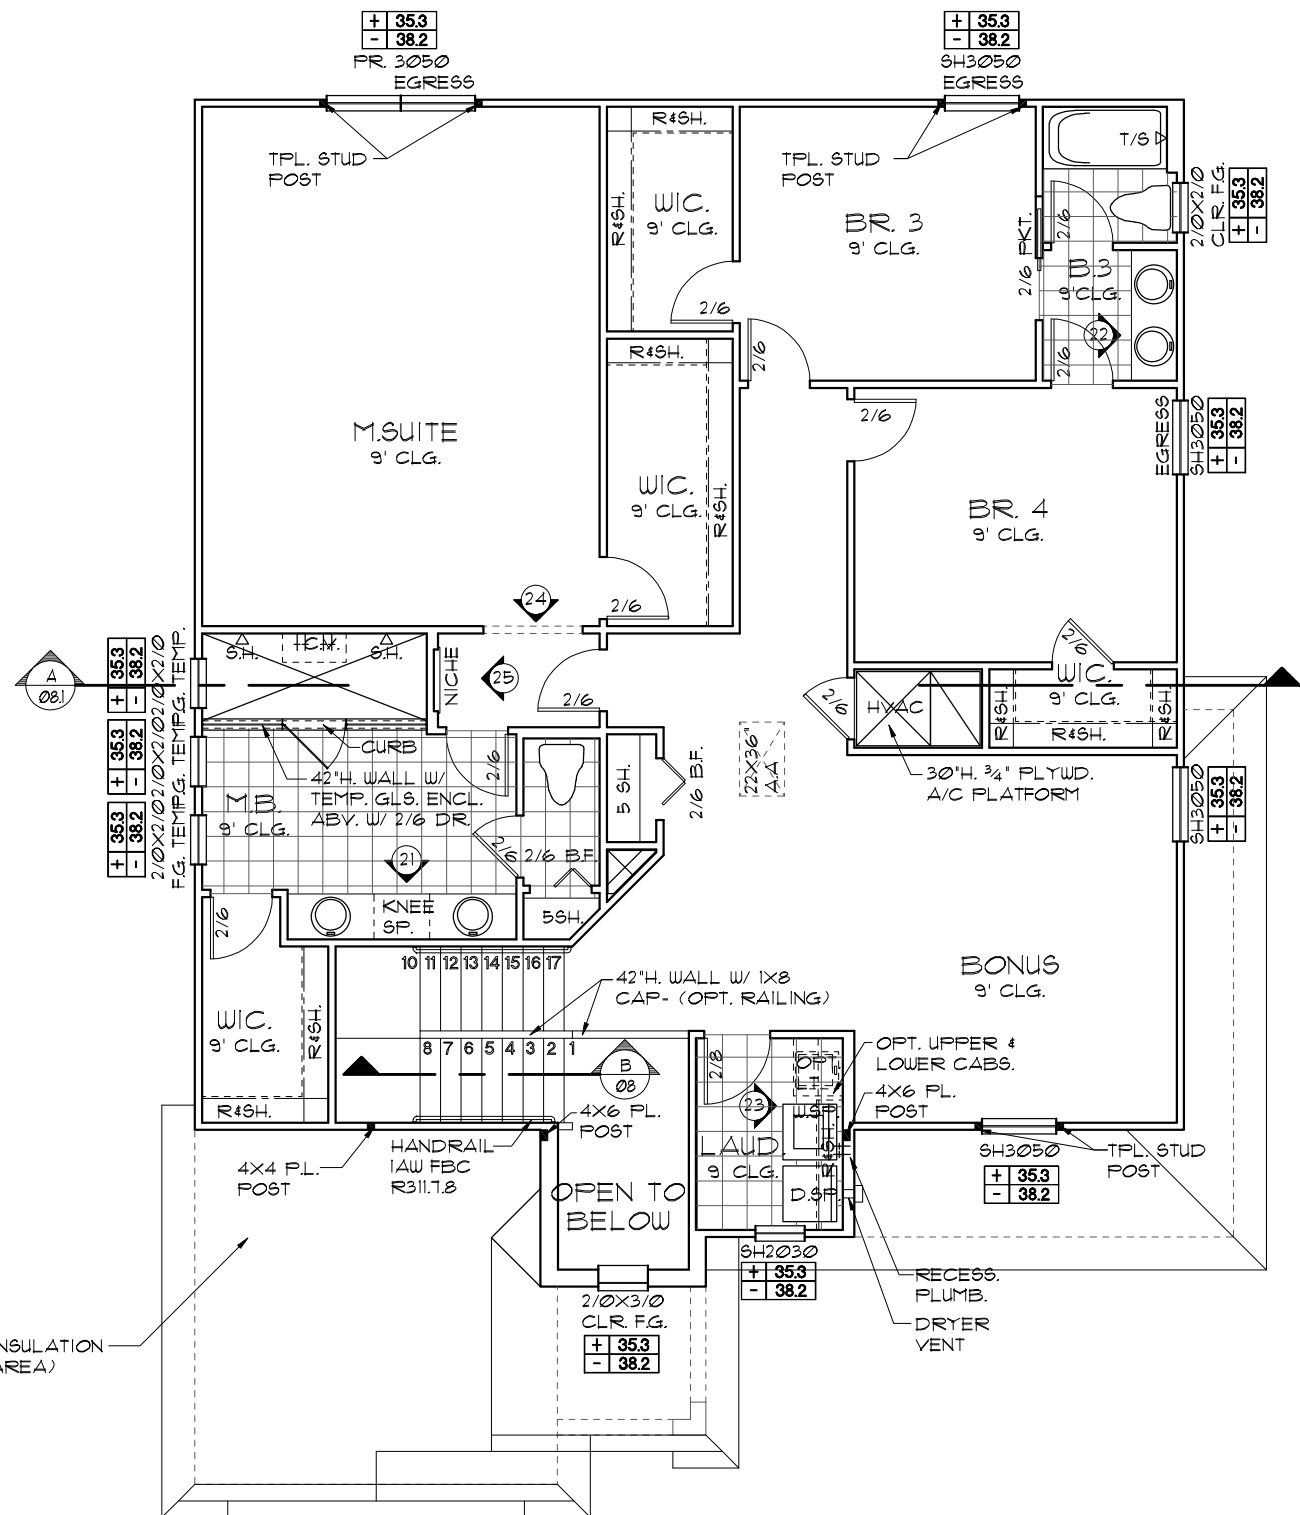 + 35.3
- 38.2
PR. 3050
EGRESS
+ 35.3
- 38.2
SH3050
EGRESS
TPL. STUD
POST
R&SH.
R&SH.
WIC.
9' CLG.
2/6
TPL. STUD
POST
BR. 3
9' CLG.
2/6
2/6 PKT.
T/S
2/6
B.3
9' CLG.
22
2/6
2/0X2/0
CLR. F.G.
+ 35.3
- 38.2
M.SUITE
9' CLG.
R&SH.
WIC.
9' CLG.
R&SH.
2/6
2/6
BR. 4
9' CLG.
EGRESS
SH3050
+ 35.3
- 38.2
24
25
NICHE
2/6
S.H.
S.H.
A
08.1
+ 35.3
- 38.2
+ 35.3
- 38.2
+ 35.3
- 38.2
2/0X2/0
2/0X2/0
2/0X2/0
F.G. TEMP.
F.G. TEMP.
F.G. TEMP.
CURB
42"H. WALL W/
TEMP. GLS. ENCL.
ABV. W/ 2/6 DR.
M.B.
9' CLG.
2/6
2/6
2/6 B.F.
5 SH.
2/6 B.F.
21
KNEE
SP.
5SH.
2/6
22X36"
A.A
2/6
HVAC
30"H. 3/4" PLYWD.
A/C PLATFORM
2/6
WIC.
9' CLG.
R&SH.
R&SH.
R&SH.
SH3050
+ 35.3
- 38.2
BONUS
9' CLG.
WIC.
9' CLG.
R&SH.
R&SH.
10 11 12 13 14 15 16 17
8 7 6 5 4 3 2 1
42"H. WALL W/ 1X8
CAP- (OPT. RAILING)
B
08
2/8
23
OPT
W.SP.
LAUD.
9' CLG.
R&SH.
D.SP.
OPT. UPPER &
LOWER CABS.
4X6 PL.
POST
4X6 PL.
POST
HANDRAIL
IAW FBC
R311.7.8
4X4 P.L.
POST
OPEN TO
BELOW
SH3050
+ 35.3
- 38.2
TPL. STUD
POST
SH2030
+ 35.3
- 38.2
2/0X3/0
CLR. F.G.
+ 35.3
- 38.2
RECESS.
PLUMB.
DRYER
VENT
NSULATION
AREA)